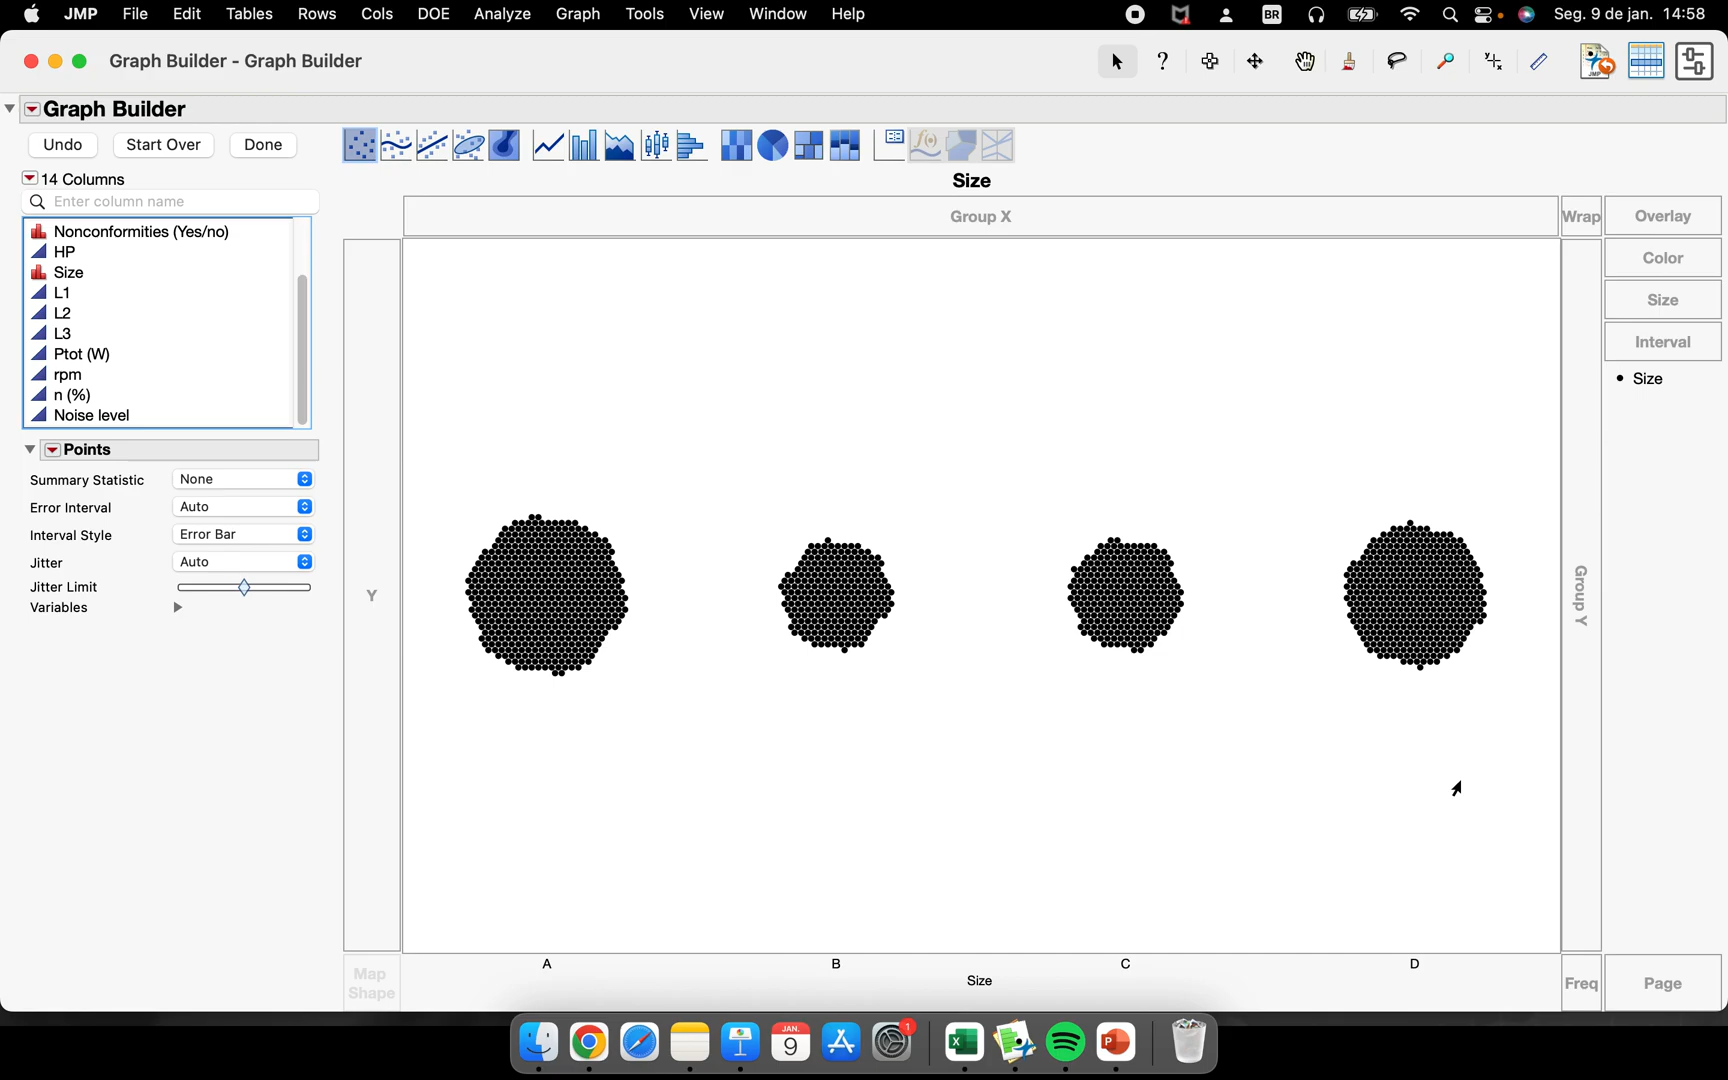 JMP File Edit Tables Rows Cols DOE Analyze Graph Tools View Window Help BR Seg. 9 de jan. 14:58
Graph Builder - Graph Builder
JMP
Graph Builder
Undo Start Over Done
14 Columns
Enter column name
Nonconformities (Yes/no)
HP
Size
L1
L2
L3
Ptot (W)
rpm
n (%)
Noise level
Points
Summary Statistic None
Error Interval Auto
Interval Style Error Bar
Jitter Auto
Jitter Limit
Variables
Size
Group X
Wrap
Overlay
Color
Size
Interval
Size
Y
Group Y
A B C D
Size
Map
Shape
Freq
Page
JAN.
9
1